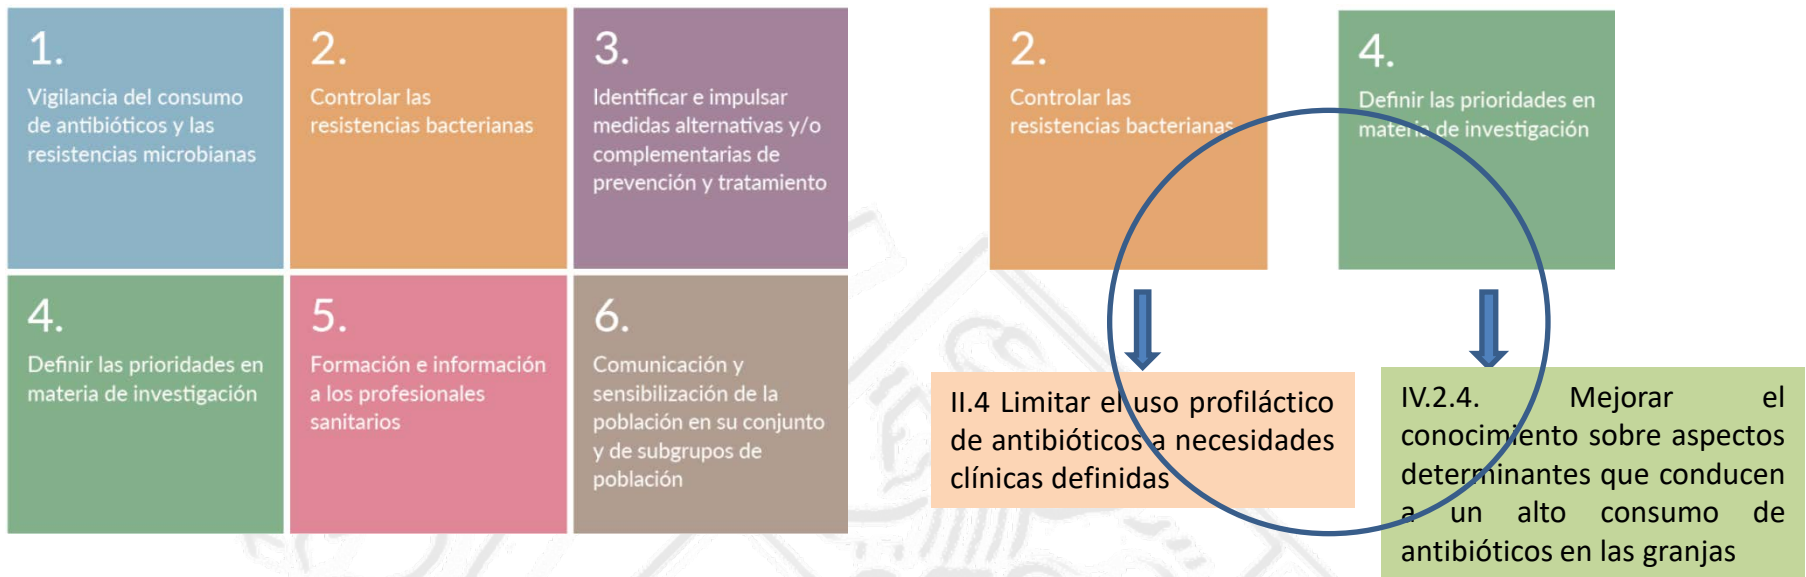 1.
Vigilancia del consumo
de antibióticos y las
resistencias microbianas
2.
Controlar las
resistencias bacterianas
3.
Identificar e impulsar
medidas alternativas y/o
complementarias de
prevención y tratamiento
4.
Definir las prioridades en
materia de investigación
5.
Formación e información
a los profesionales
sanitarios
6.
Comunicación y
sensibilización de la
población en su conjunto
y de subgrupos de
población
2.
Controlar las
resistencias bacterianas
4.
Definir las prioridades en
materia de investigación
II.4 Limitar el uso profiláctico
de antibióticos a necesidades
clínicas definidas
IV.2.4. Mejorar el
conocimiento sobre aspectos
determinantes que conducen
a un alto consumo de
antibióticos en las granjas